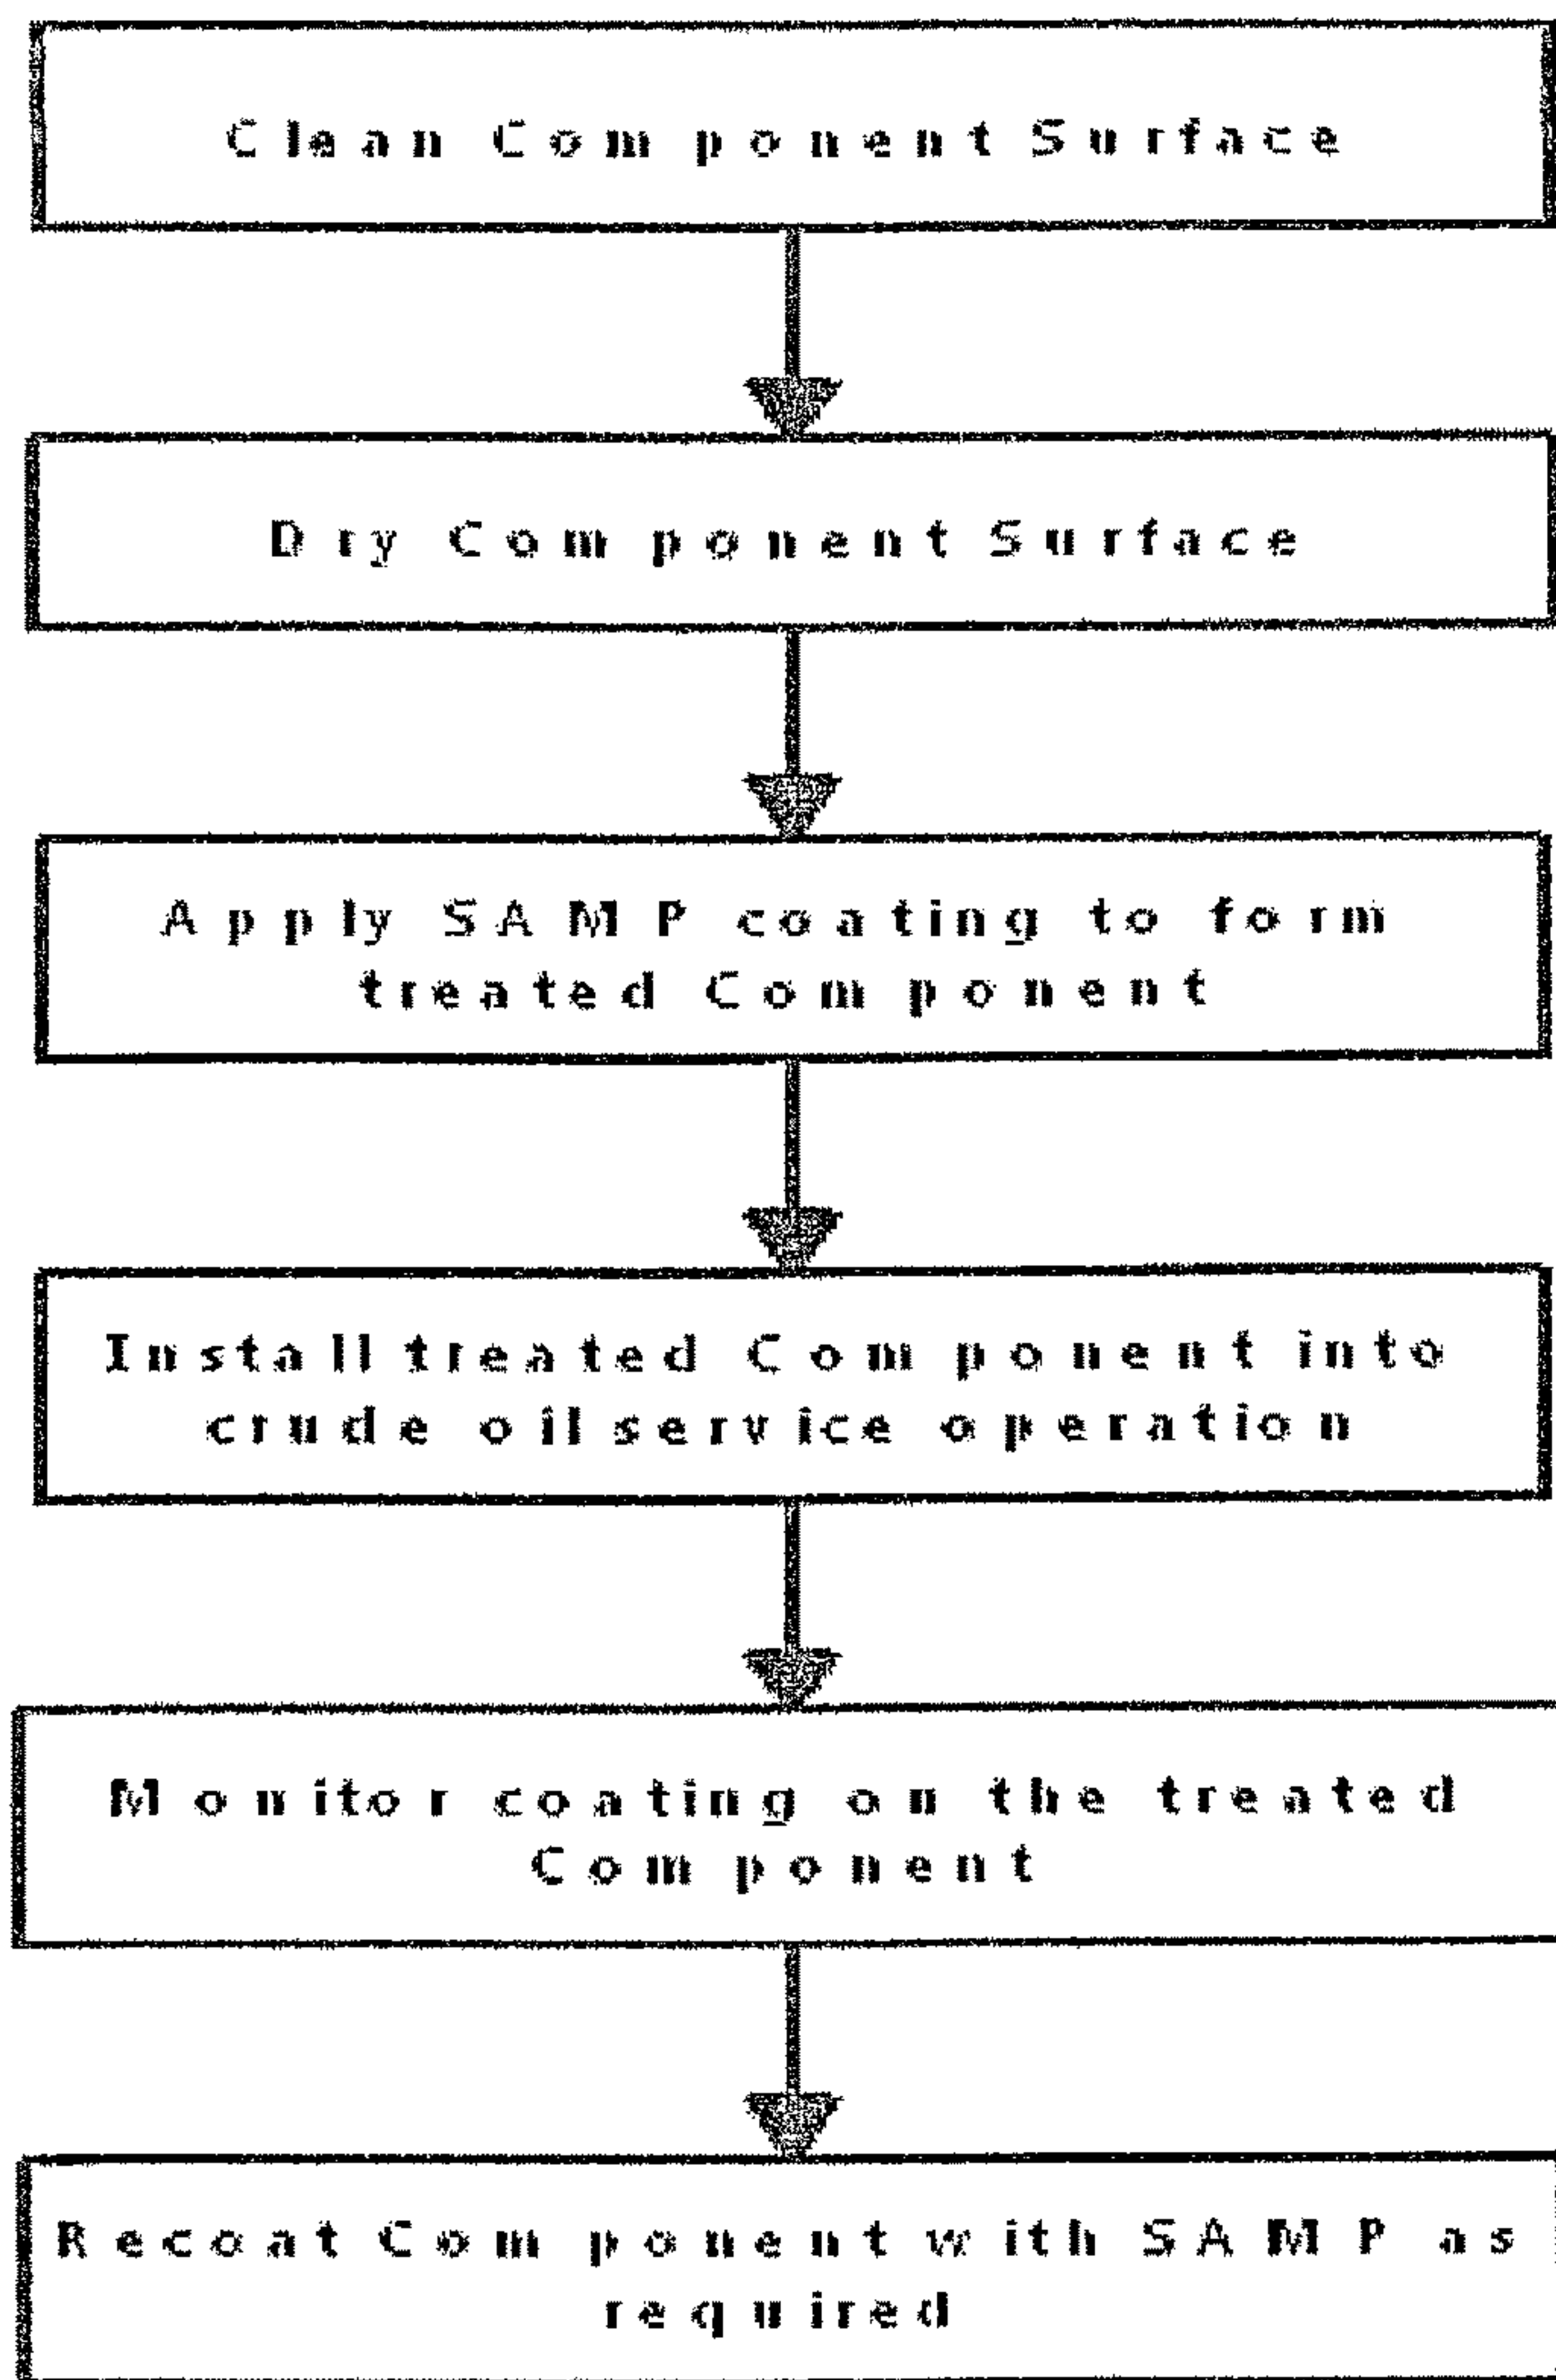 Clean Component Surface
Dry Component Surface
Apply SAMP coating to form
treated Component
Install treated Component into
crude oil service operation
Monitor coating on the treated
Component
Recoat Component with SAMP as
required